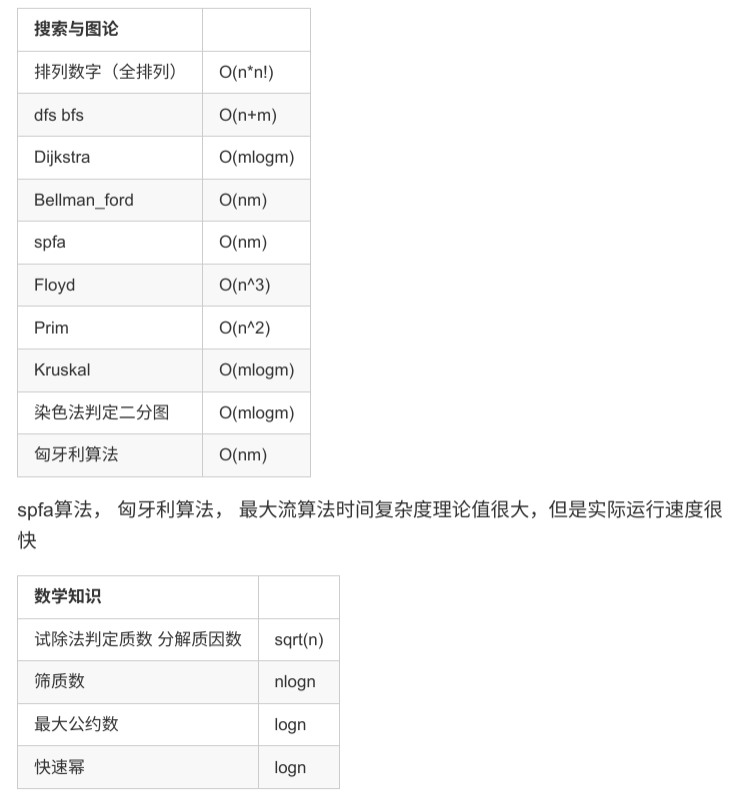 搜索与图论
排列数字（全排列） O(n*n!)
dfs bfs O(n+m)
Dijkstra O(mlogm)
Bellman_ford O(nm)
spfa O(nm)
Floyd O(n^3)
Prim O(n^2)
Kruskal O(mlogm)
染色法判定二分图 O(mlogm)
匈牙利算法 O(nm)
spfa算法， 匈牙利算法， 最大流算法时间复杂度理论值很大，但是实际运行速度很
快
数学知识
试除法判定质数 分解质因数 sqrt(n)
筛质数 nlogn
最大公约数 logn
快速幂 logn